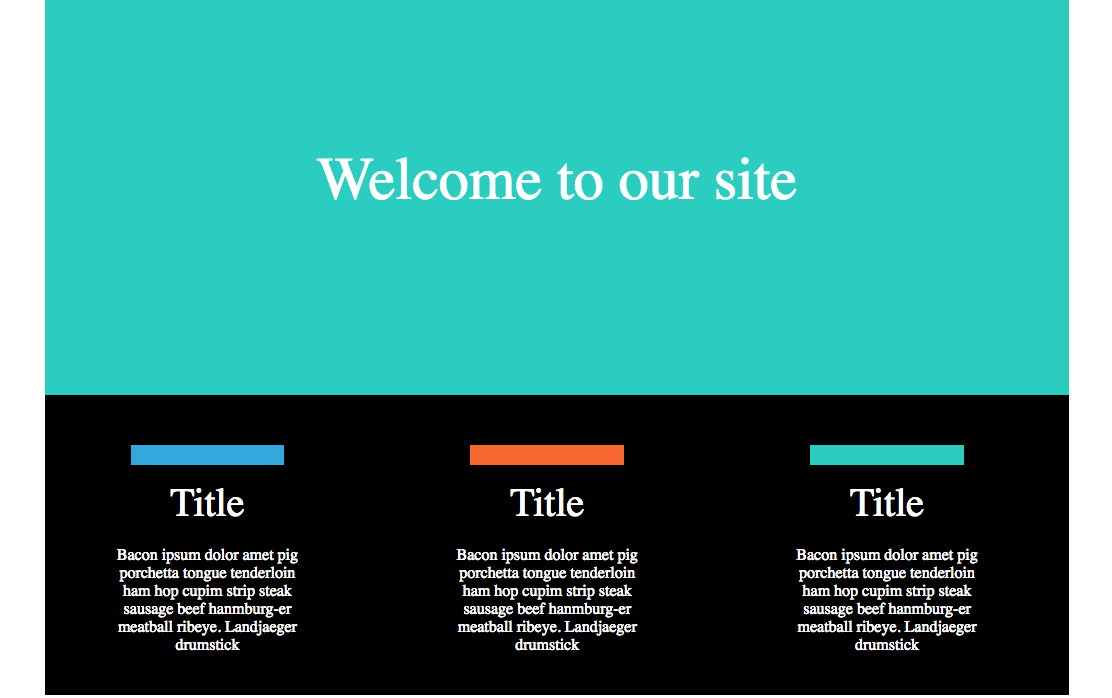 Welcome to our site
Title
Bacon ipsum dolor amet pig
porchetta tongue tenderloin
ham hop cupim strip steak
sausage beef hanmburg-er
meatball ribeye. Landjaeger
drumstick
Title
Bacon ipsum dolor amet pig
porchetta tongue tenderloin
ham hop cupim strip steak
sausage beef hanmburg-er
meatball ribeye. Landjaeger
drumstick
Title
Bacon ipsum dolor amet pig
porchetta tongue tenderloin
ham hop cupim strip steak
sausage beef hanmburg-er
meatball ribeye. Landjaeger
drumstick